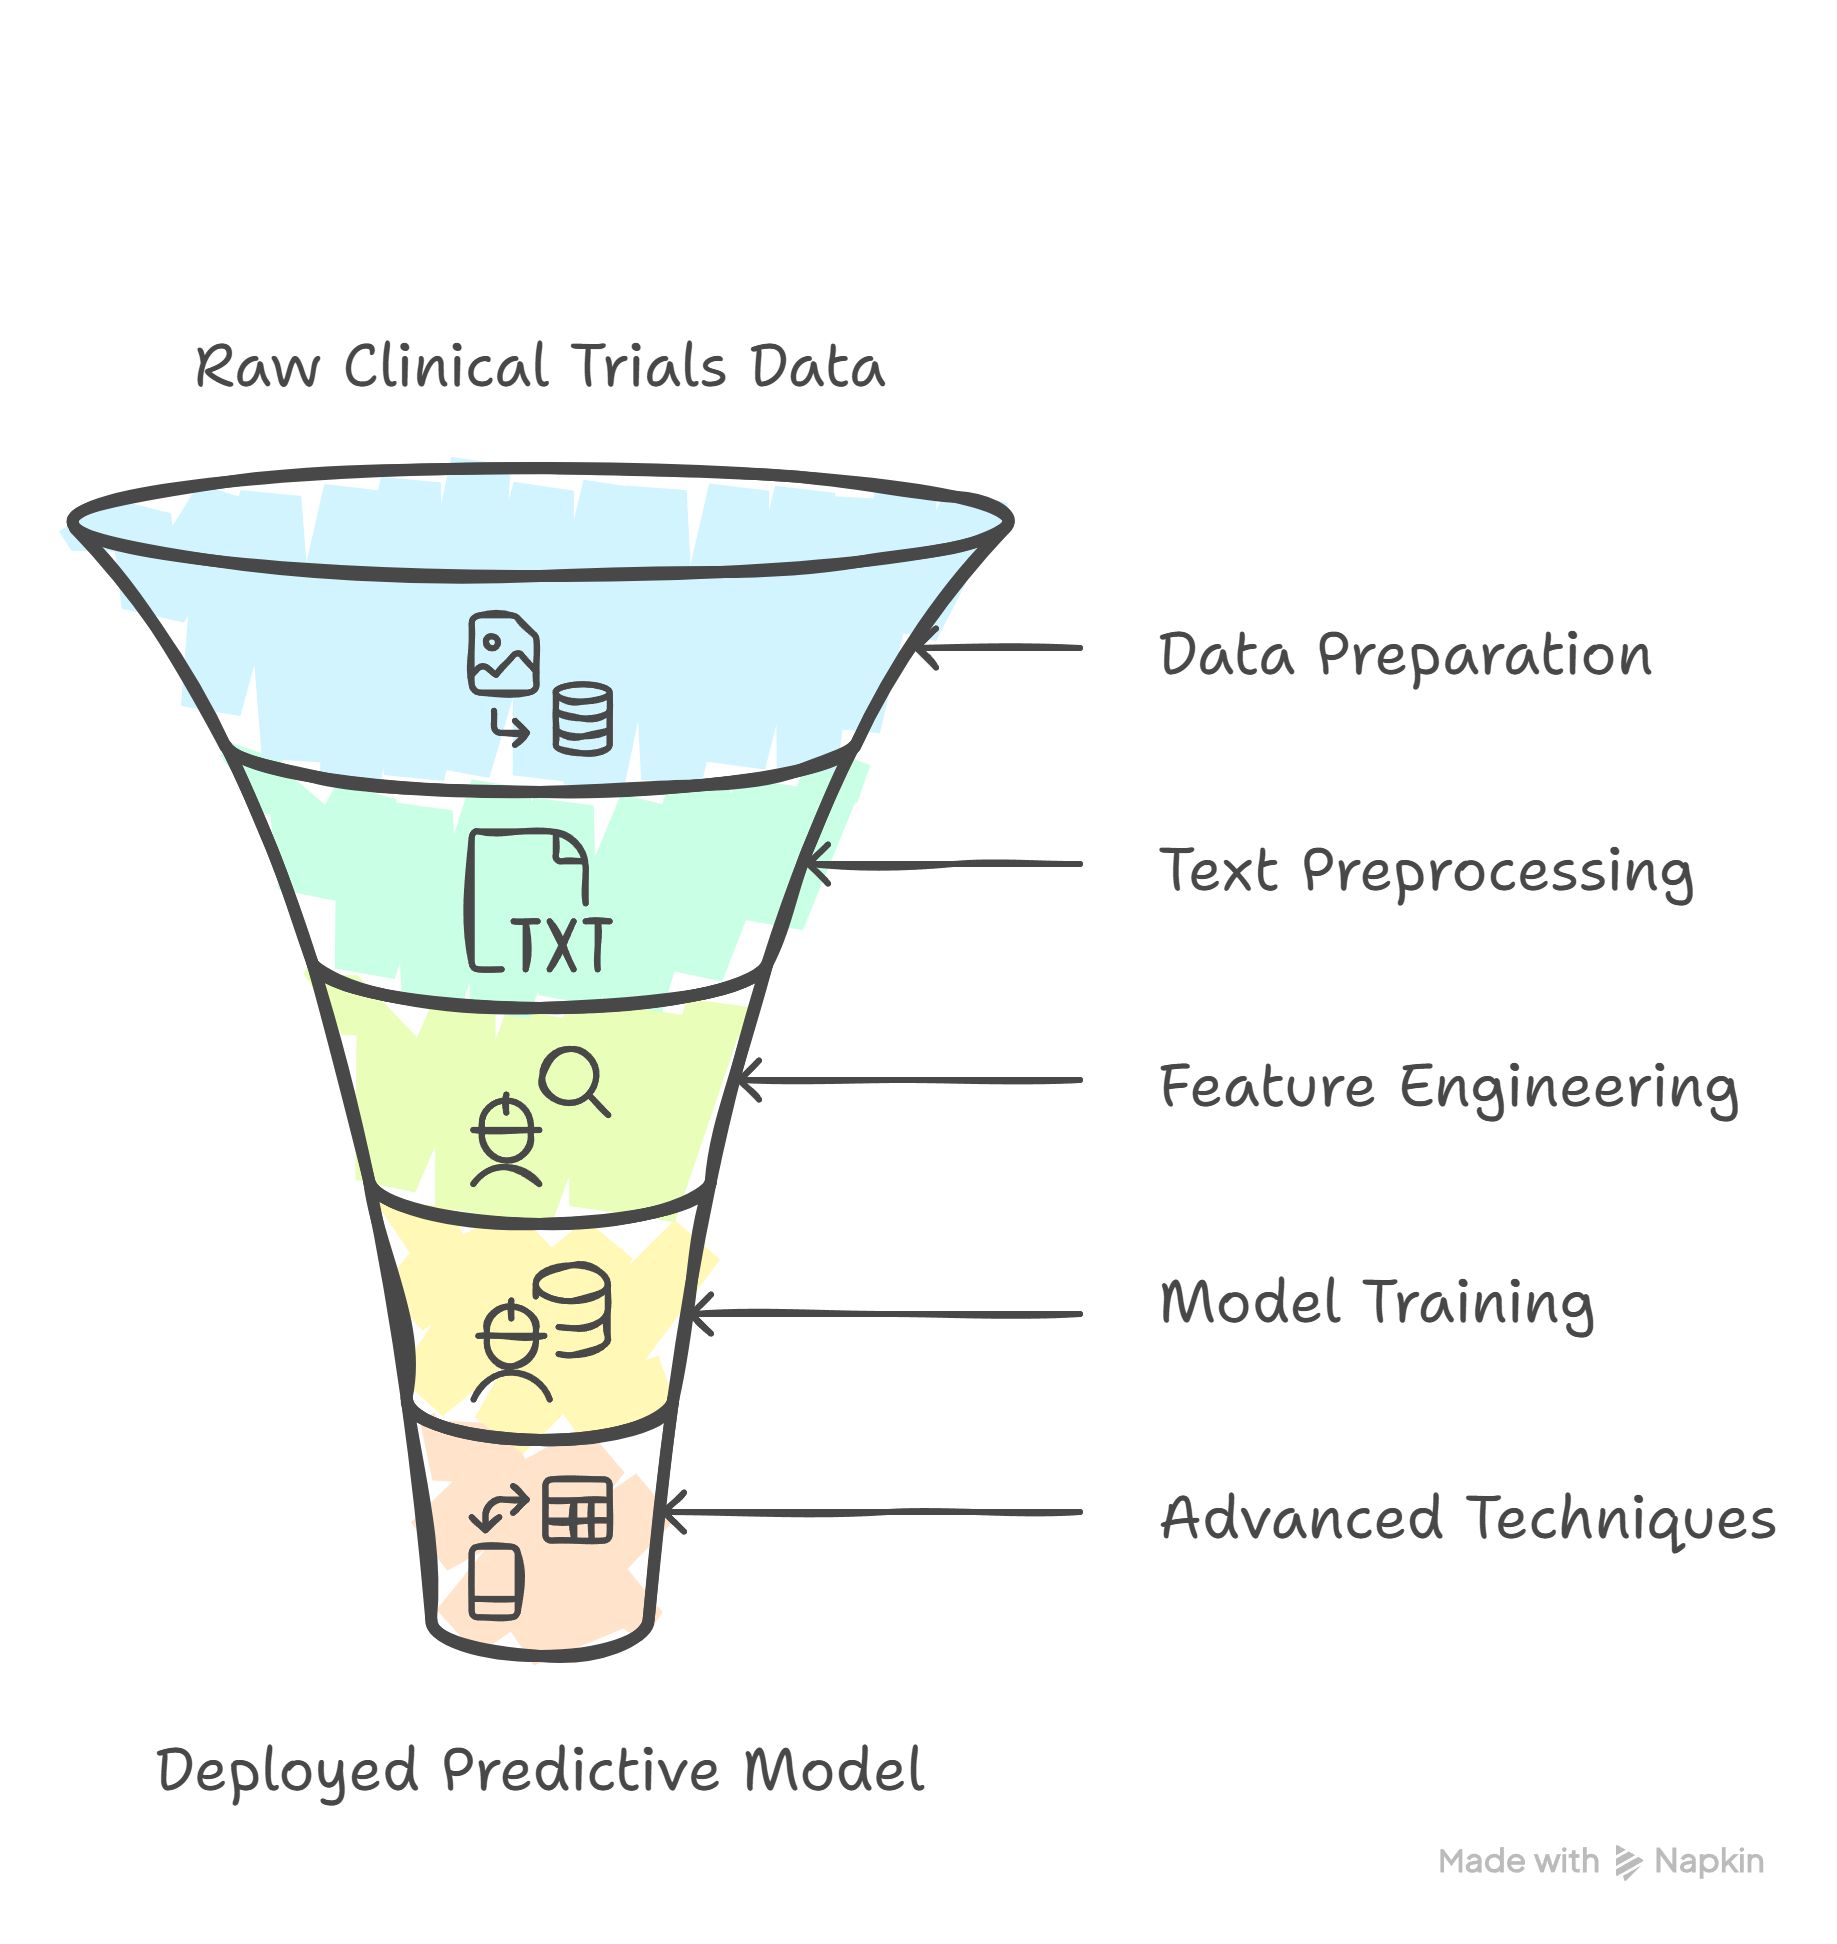 Raw Clinical Trials Data
Data Preparation
Text Preprocessing
TXT
Feature Engineering
Model Training
Advanced Techniques
Deployed Predictive Model
Made with Napkin